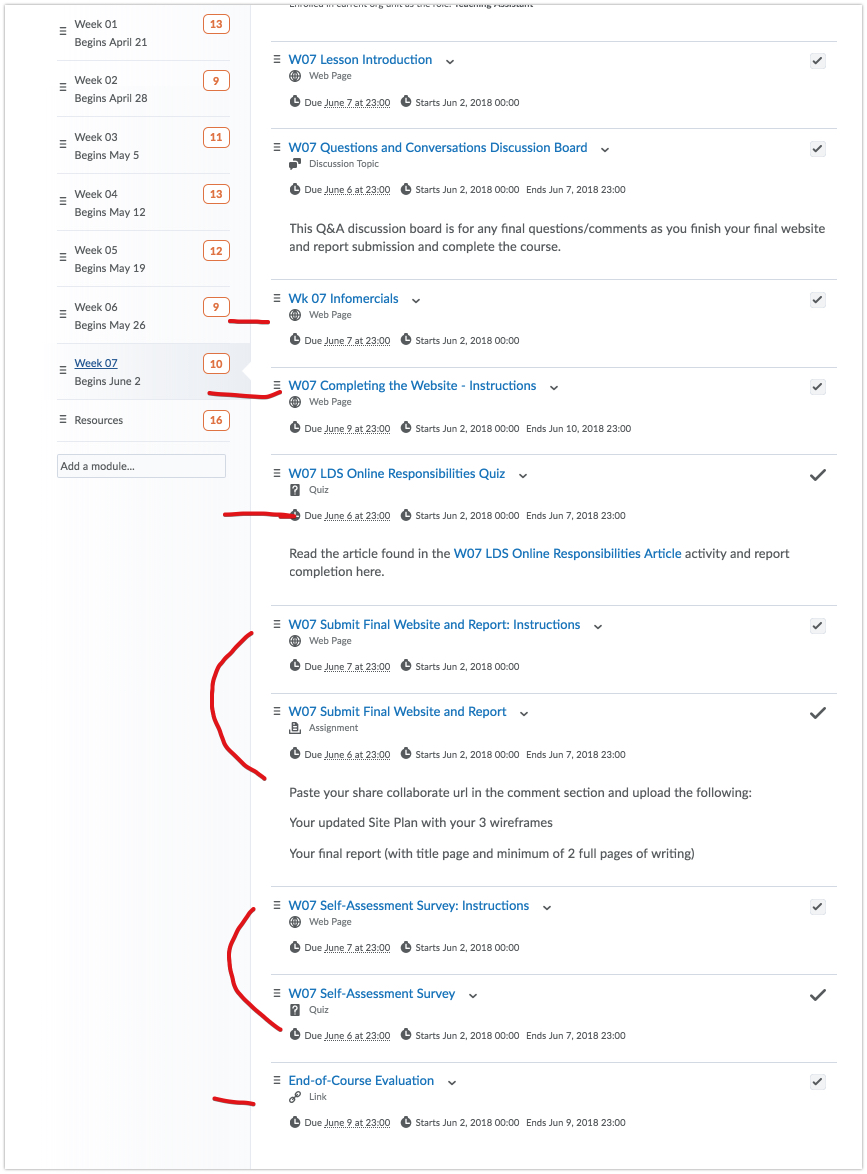 Week 01
Begins April 21
13
Week 02
Begins April 28
9
Week 03
Begins May 5
11
Week 04
Begins May 12
13
Week 05
Begins May 19
12
Week 06
Begins May 26
9
Week 07
Begins June 2
10
Resources
16
Add a module...
Enrolled in current org unit as the role: Teaching Assistant
W07 Lesson Introduction
Web Page
Due June 7 at 23:00 Starts Jun 2, 2018 00:00
W07 Questions and Conversations Discussion Board
Discussion Topic
Due June 6 at 23:00 Starts Jun 2, 2018 00:00 Ends Jun 7, 2018 23:00
This Q&A discussion board is for any final questions/comments as you finish your final website
and report submission and complete the course.
Wk 07 Infomercials
Web Page
Due June 7 at 23:00 Starts Jun 2, 2018 00:00
W07 Completing the Website - Instructions
Web Page
Due June 9 at 23:00 Starts Jun 2, 2018 00:00 Ends Jun 10, 2018 23:00
W07 LDS Online Responsibilities Quiz
Quiz
Due June 6 at 23:00 Starts Jun 2, 2018 00:00 Ends Jun 7, 2018 23:00
Read the article found in the W07 LDS Online Responsibilities Article activity and report
completion here.
W07 Submit Final Website and Report: Instructions
Web Page
Due June 7 at 23:00 Starts Jun 2, 2018 00:00
W07 Submit Final Website and Report
Assignment
Due June 6 at 23:00 Starts Jun 2, 2018 00:00 Ends Jun 7, 2018 23:00
Paste your share collaborate url in the comment section and upload the following:
Your updated Site Plan with your 3 wireframes
Your final report (with title page and minimum of 2 full pages of writing)
W07 Self-Assessment Survey: Instructions
Web Page
Due June 7 at 23:00 Starts Jun 2, 2018 00:00
W07 Self-Assessment Survey
Quiz
Due June 6 at 23:00 Starts Jun 2, 2018 00:00 Ends Jun 7, 2018 23:00
End-of-Course Evaluation
Link
Due June 9 at 23:00 Starts Jun 2, 2018 00:00 Ends Jun 9, 2018 23:00